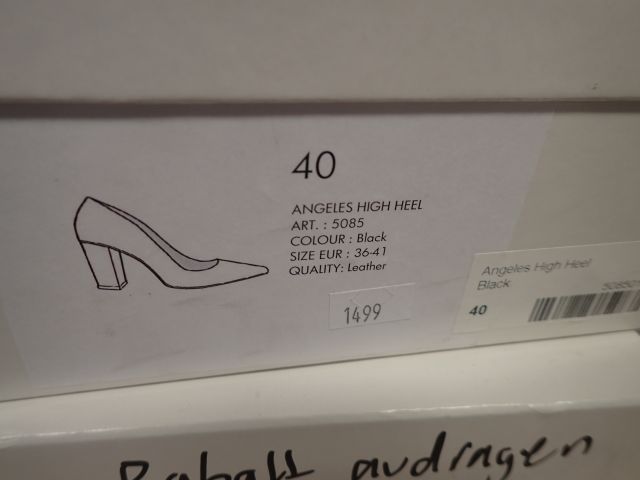 40
ANGELES HIGH HEEL
ART. : 5085
COLOUR : Black
SIZE EUR : 36-41
QUALITY: Leather
1499
Angeles High Heel
Black
40
Rabatt avdragen